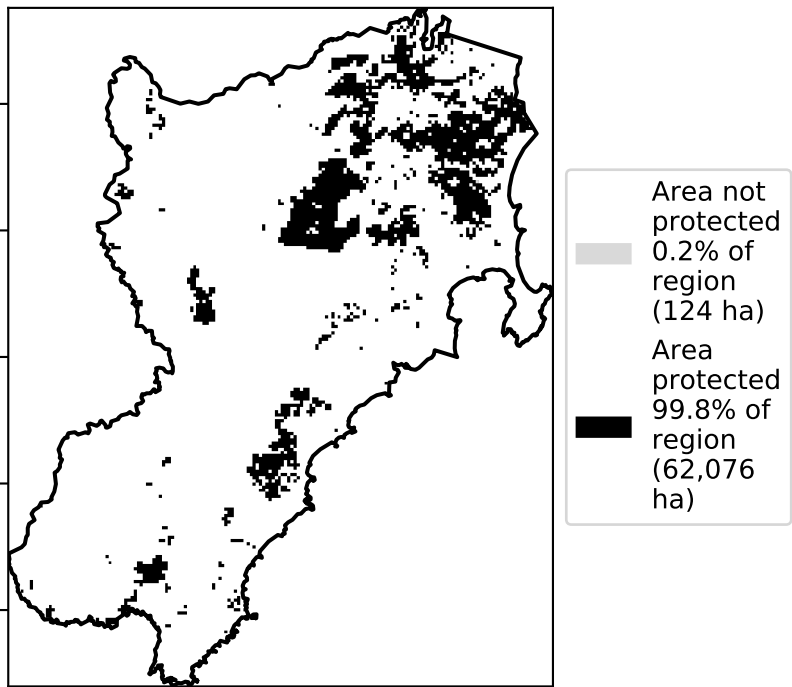 Area not
protected
0.2% of
region
(124 ha)
Area
protected
99.8% of
region
(62,076
ha)